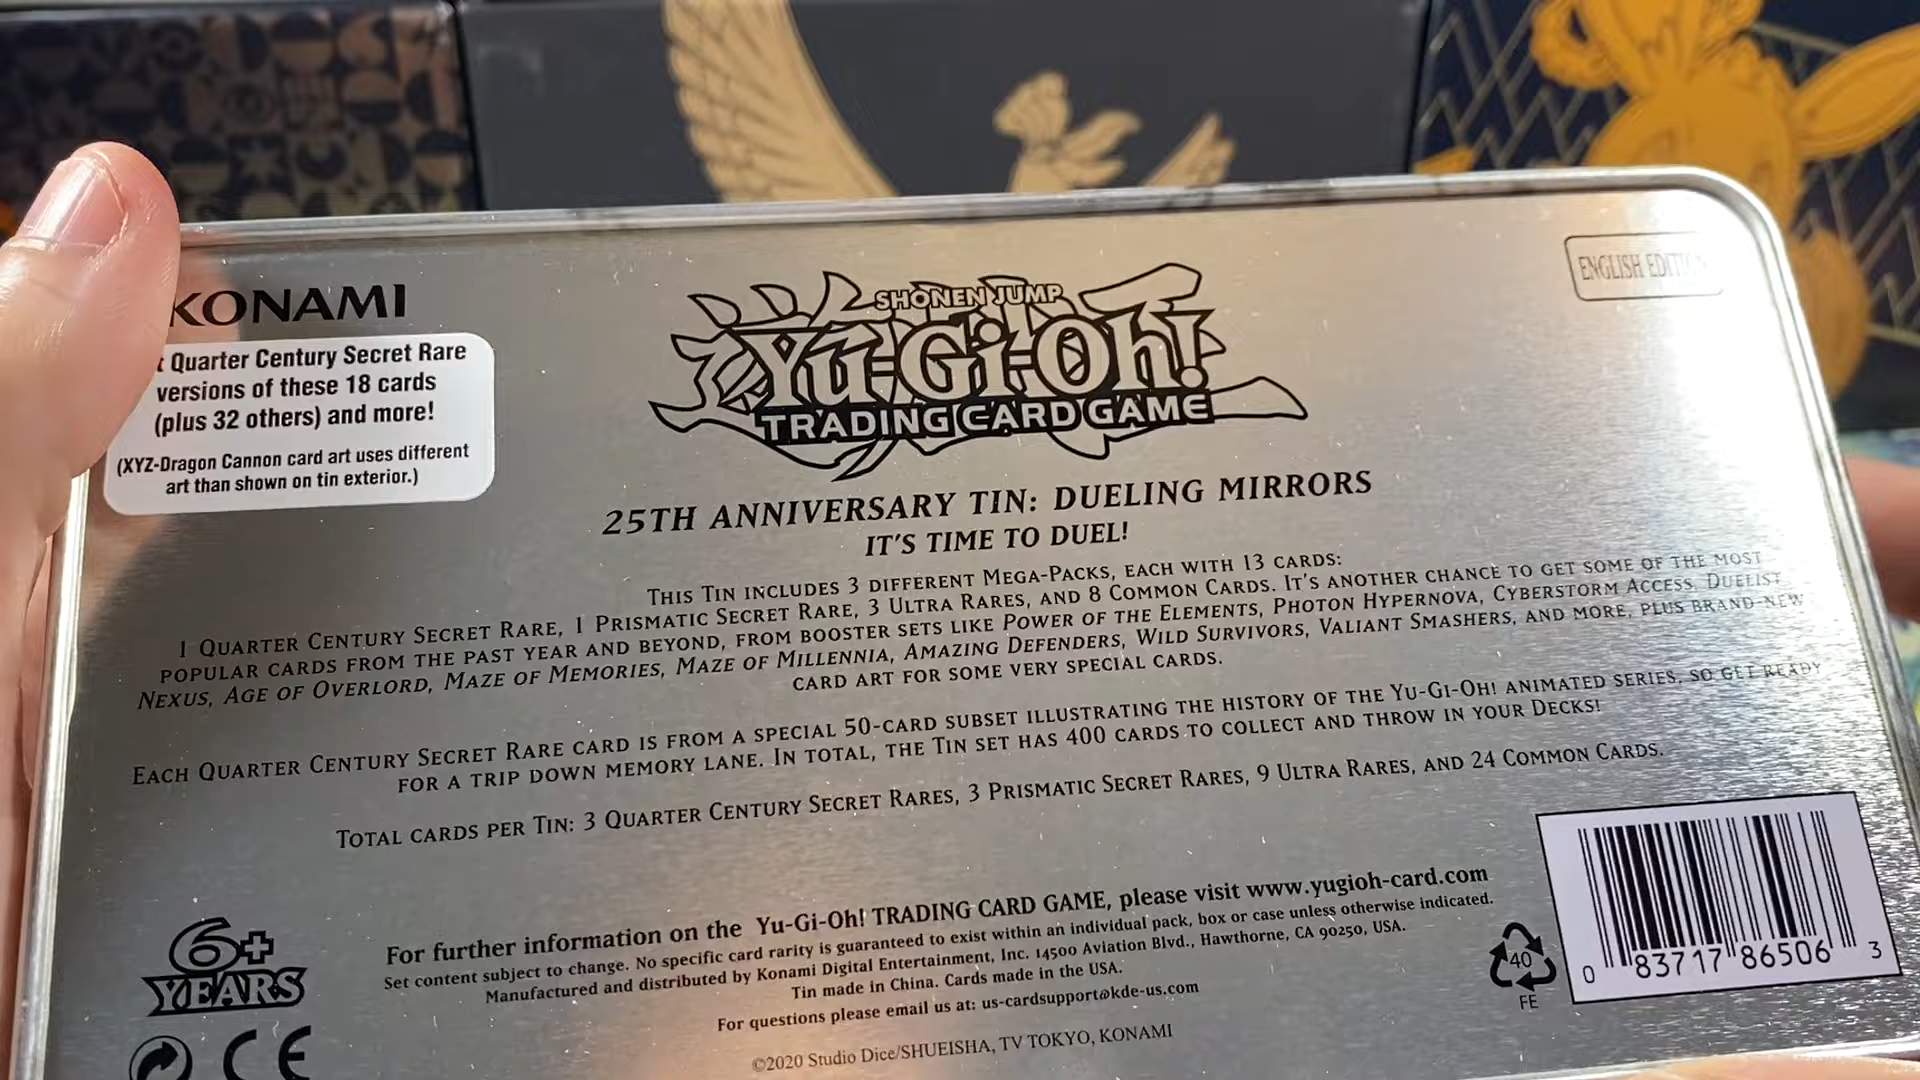 KONAMI
ENGLISH EDITION
SHONEN JUMP
Yu-Gi-Oh!
TRADING CARD GAME
Quarter Century Secret Rare
versions of these 18 cards
(plus 32 others) and more!
(XYZ-Dragon Cannon card art uses different
art than shown on tin exterior.)
25TH ANNIVERSARY TIN: DUELING MIRRORS
IT'S TIME TO DUEL!
THIS TIN INCLUDES 3 DIFFERENT MEGA-PACKS, EACH WITH 13 CARDS:
1 QUARTER CENTURY SECRET RARE, 1 PRISMATIC SECRET RARE, 3 ULTRA RARES, AND 8 COMMON CARDS. IT'S ANOTHER CHANCE TO GET SOME OF THE MOST
POPULAR CARDS FROM THE PAST YEAR AND BEYOND, FROM BOOSTER SETS LIKE POWER OF THE ELEMENTS, PHOTON HYPERNOVA, CYBERSTORM ACCESS, DUELIST
NEXUS, AGE OF OVERLORD, MAZE OF MEMORIES, MAZE OF MILLENNIA, AMAZING DEFENDERS, WILD SURVIVORS, VALIANT SMASHERS, AND MORE, PLUS BRAND-NEW
CARD ART FOR SOME VERY SPECIAL CARDS.
EACH QUARTER CENTURY SECRET RARE CARD IS FROM A SPECIAL 50-CARD SUBSET ILLUSTRATING THE HISTORY OF THE YU-GI-OH! ANIMATED SERIES, SO GET READY
FOR A TRIP DOWN MEMORY LANE. IN TOTAL, THE TIN SET HAS 400 CARDS TO COLLECT AND THROW IN YOUR DECKS!
TOTAL CARDS PER TIN: 3 QUARTER CENTURY SECRET RARES, 3 PRISMATIC SECRET RARES, 9 ULTRA RARES, AND 24 COMMON CARDS.
For further information on the Yu-Gi-Oh! TRADING CARD GAME, please visit www.yugioh-card.com
Set content subject to change. No specific card rarity is guaranteed to exist within an individual pack, box or case unless otherwise indicated.
Manufactured and distributed by Konami Digital Entertainment, Inc. 14500 Aviation Blvd., Hawthorne, CA 90250, USA.
Tin made in China. Cards made in the USA.
For questions please email us at: us-cardsupport@kde-us.com
©2020 Studio Dice/SHUEISHA, TV TOKYO, KONAMI
6+
YEARS
CE
40
FE
0 83717 86506 3